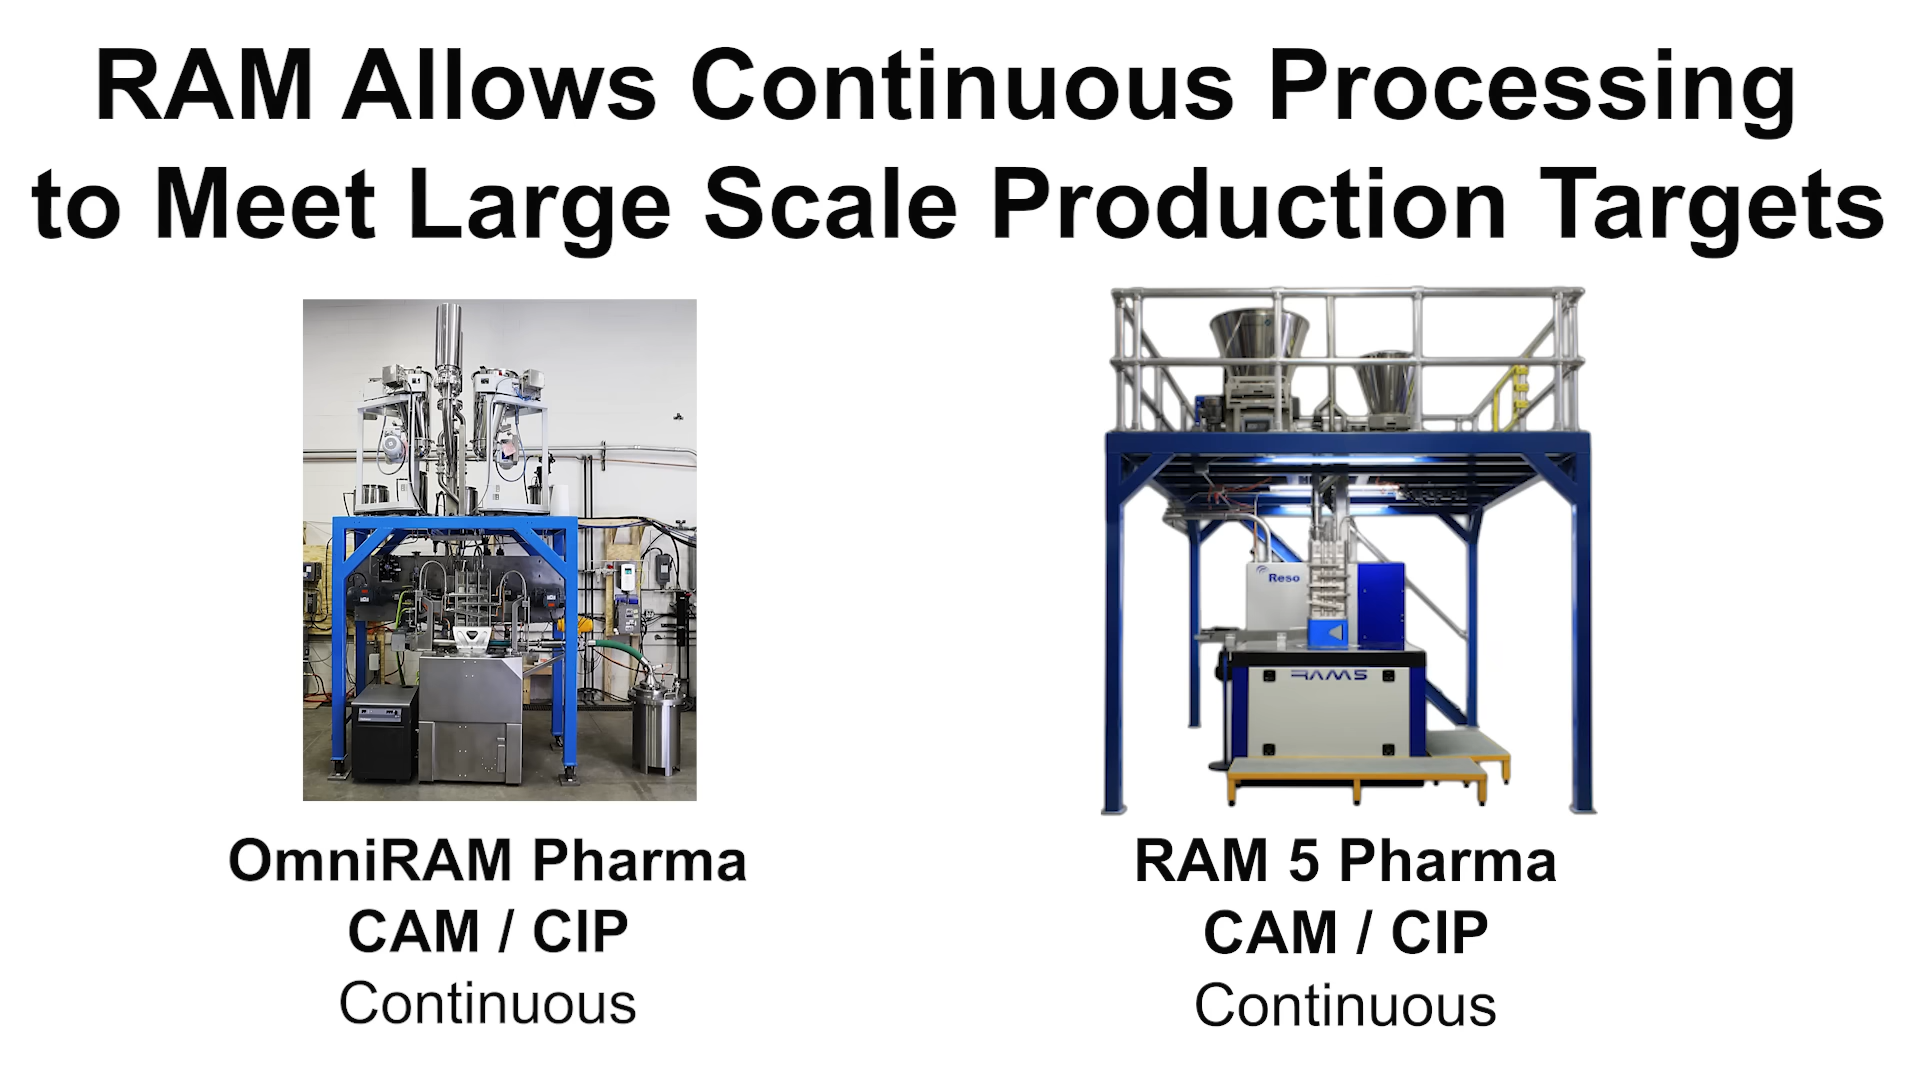 RAM Allows Continuous Processing
to Meet Large Scale Production Targets
Reso
RAM5
OmniRAM Pharma
CAM / CIP
Continuous
RAM 5 Pharma
CAM / CIP
Continuous